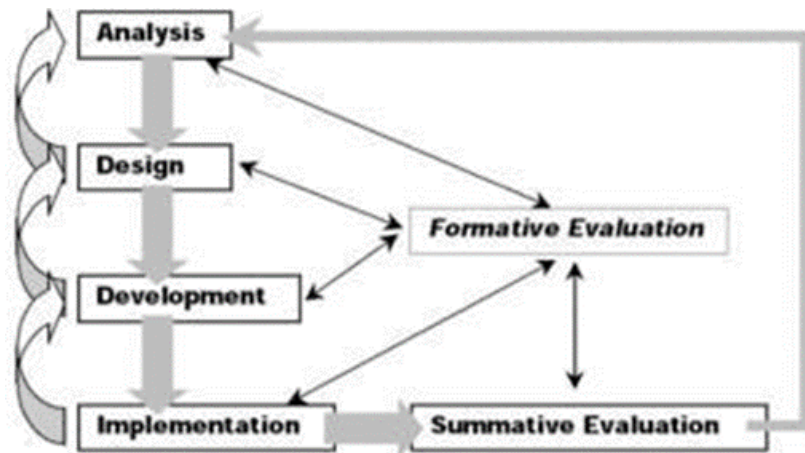 Analysis
Design
Formative Evaluation
Development
Implementation
Summative Evaluation